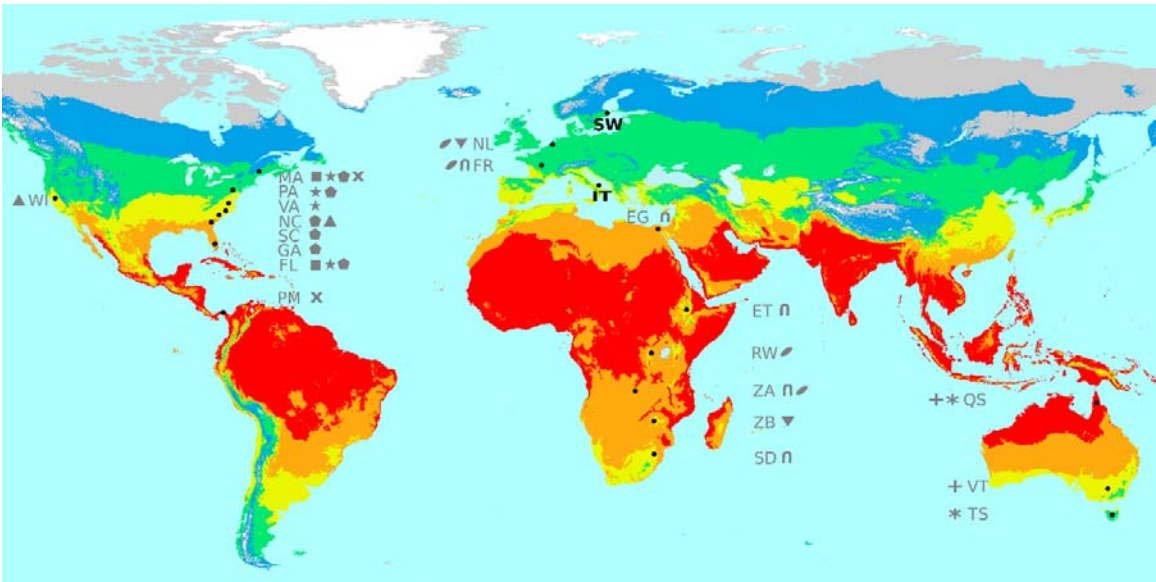 SW
NL
FR
MA
WI
PA
IT
VA
EG
NC
SC
GA
FL
PM
ET
RW
ZA
QS
ZB
SD
VT
TS